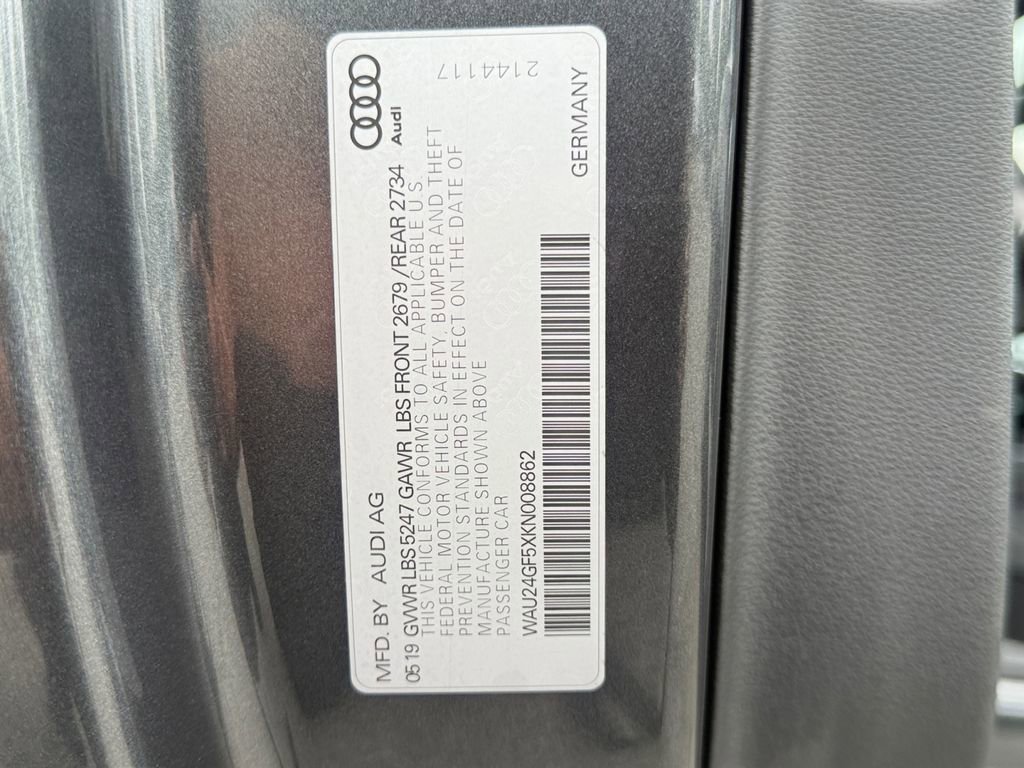 MFD. BY AUDI AG
Audi
05 19 GWVR LBS 5247 GAWR LBS FRONT 2679 /REAR 2734
THIS VEHICLE CONFORMS TO ALL APPLICABLE U.S.
FEDERAL MOTOR VEHICLE SAFETY, BUMPER AND THEFT
PREVENTION STANDARDS IN EFFECT ON THE DATE OF
MANUFACTURE SHOWN ABOVE
PASSENGER CAR
2144117
WAU24GF5XKN008862
GERMANY